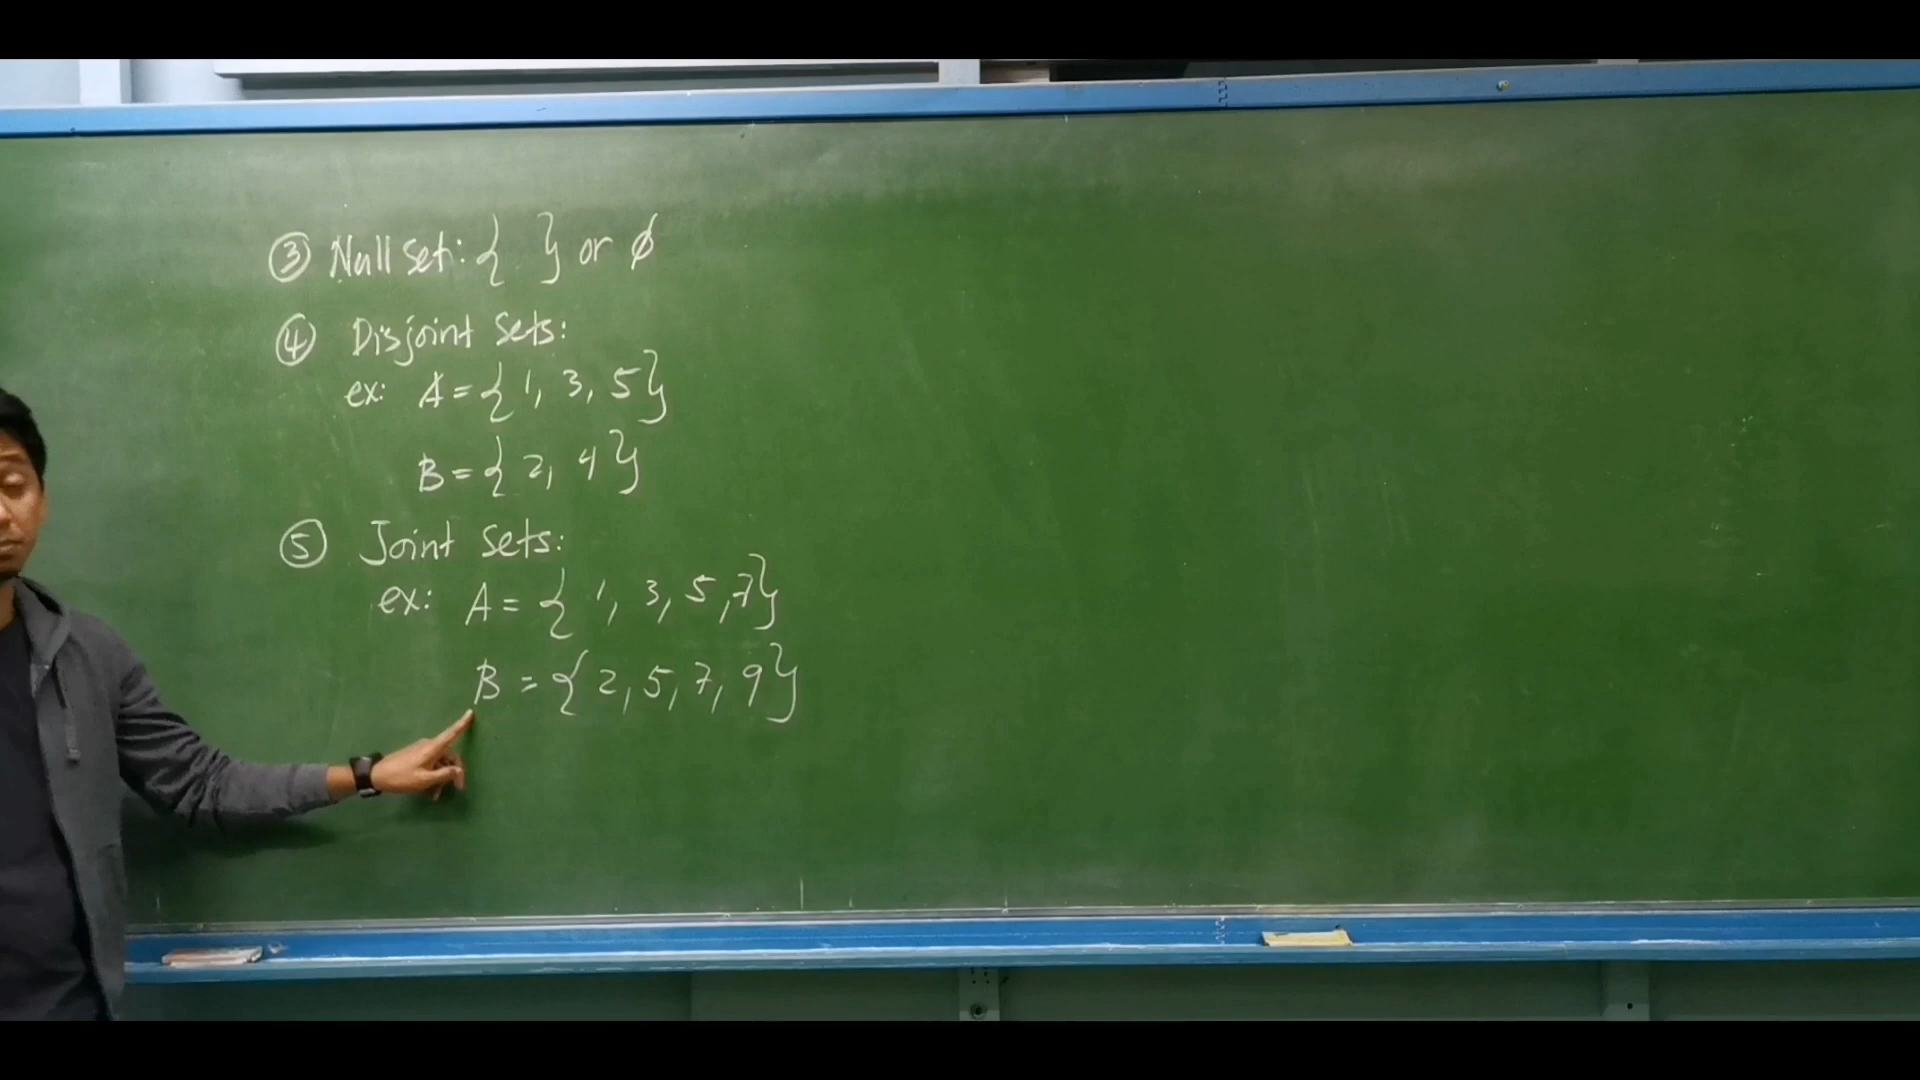 ③ Null set: { } or ∅
④ Disjoint Sets:
ex: A = { 1, 3, 5 }
B = { 2, 4 }
⑤ Joint sets:
ex: A = { 1, 3, 5, 7 }
B = { 2, 5, 7, 9 }